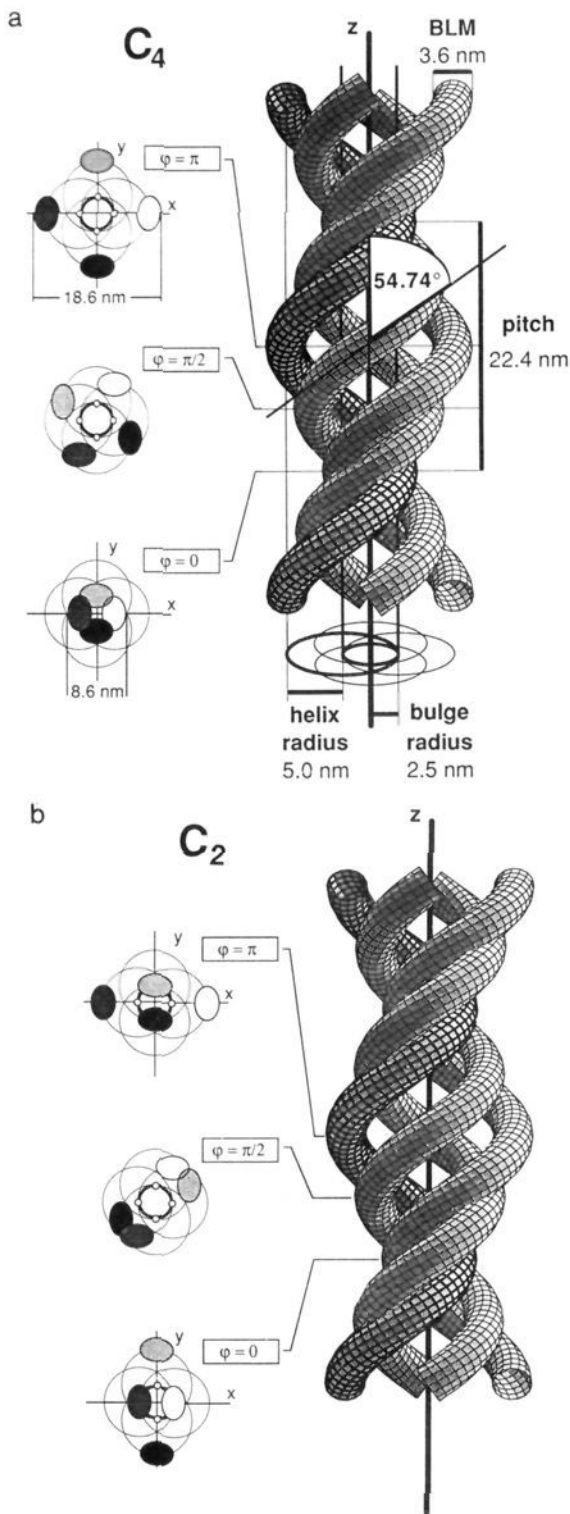 a
C4
z
BLM
3.6 nm
y
φ = π
x
18.6 nm
54.74°
pitch
22.4 nm
φ = π/2
φ = 0
y
x
8.6 nm
helix
radius
5.0 nm
bulge
radius
2.5 nm
b
C2
z
y
φ = π
x
φ = π/2
y
φ = 0
x